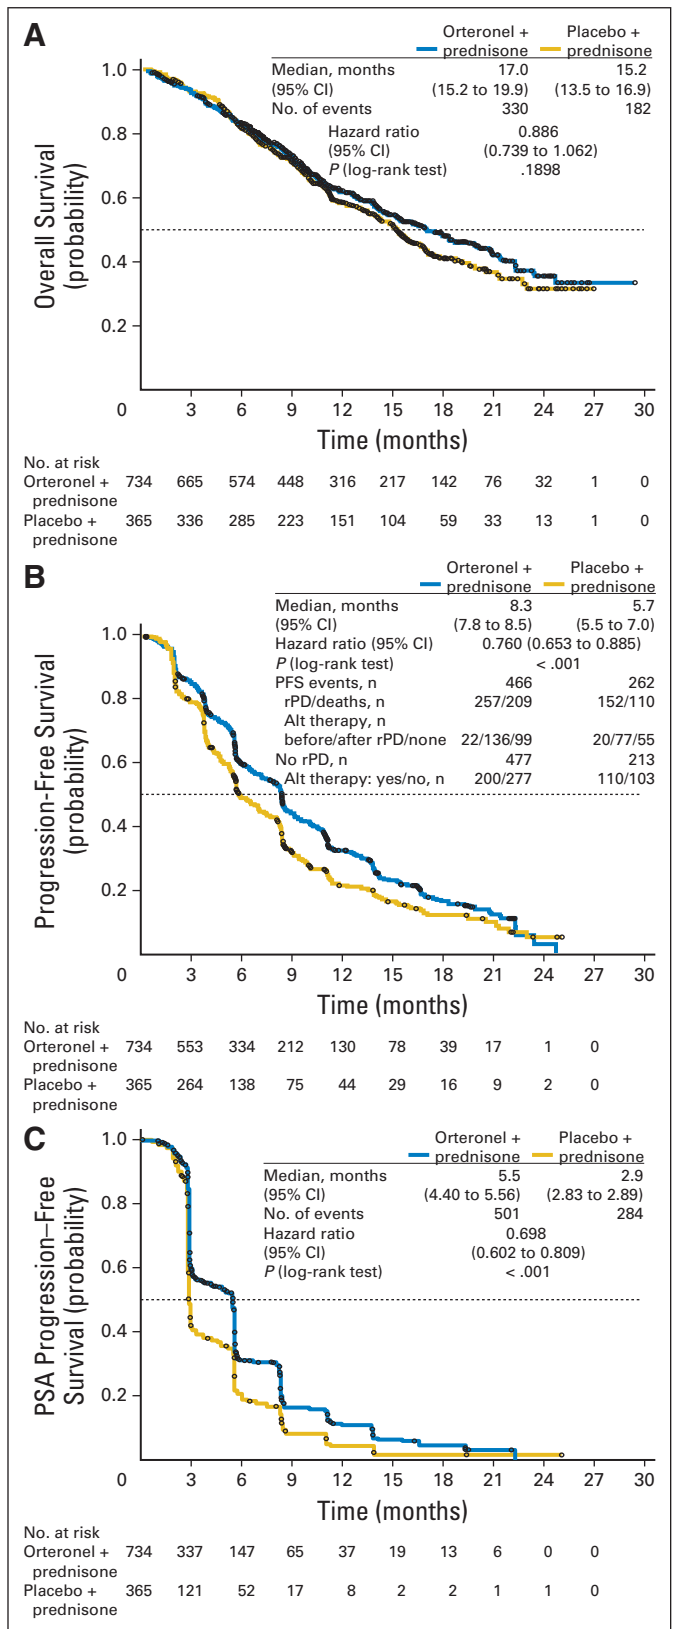 A
Orteronel + Placebo +
prednisone prednisone
Median, months 17.0 15.2
(95% CI) (15.2 to 19.9) (13.5 to 16.9)
No. of events 330 182
Hazard ratio 0.886
(95% CI) (0.739 to 1.062)
P (log-rank test) .1898
Overall Survival
(probability)
1.0
0.8
0.6
0.4
0.2
0 3 6 9 12 15 18 21 24 27 30
Time (months)
No. at risk
Orteronel + 734 665 574 448 316 217 142 76 32 1 0
prednisone
Placebo + 365 336 285 223 151 104 59 33 13 1 0
prednisone
B
Orteronel + Placebo +
prednisone prednisone
Median, months 8.3 5.7
(95% CI) (7.8 to 8.5) (5.5 to 7.0)
Hazard ratio (95% CI) 0.760 (0.653 to 0.885)
P (log-rank test) < .001
PFS events, n 466 262
rPD/deaths, n 257/209 152/110
Alt therapy, n
before/after rPD/none 22/136/99 20/77/55
No rPD, n 477 213
Alt therapy: yes/no, n 200/277 110/103
Progression-Free Survival
(probability)
1.0
0.8
0.6
0.4
0.2
0 3 6 9 12 15 18 21 24 27 30
Time (months)
No. at risk
Orteronel + 734 553 334 212 130 78 39 17 1 0
prednisone
Placebo + 365 264 138 75 44 29 16 9 2 0
prednisone
C
Orteronel + Placebo +
prednisone prednisone
Median, months 5.5 2.9
(95% CI) (4.40 to 5.56) (2.83 to 2.89)
No. of events 501 284
Hazard ratio 0.698
(95% CI) (0.602 to 0.809)
P (log-rank test) < .001
PSA Progression–Free
Survival (probability)
1.0
0.8
0.6
0.4
0.2
0 3 6 9 12 15 18 21 24 27 30
Time (months)
No. at risk
Orteronel + 734 337 147 65 37 19 13 6 0 0
prednisone
Placebo + 365 121 52 17 8 2 2 1 1 0
prednisone